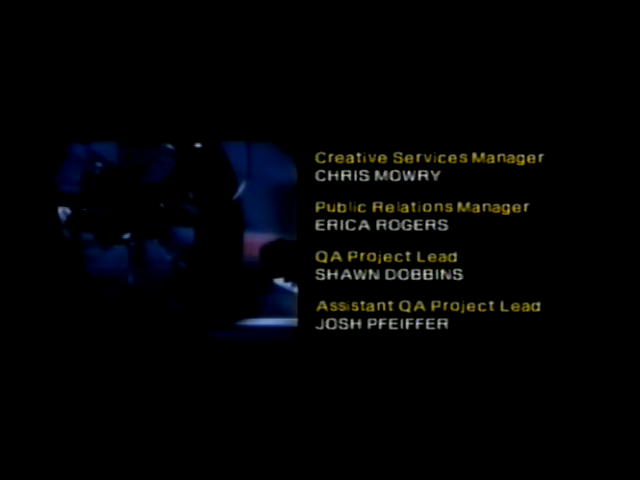 Creative Services Manager
CHRIS MOWRY
Public Relations Manager
ERICA ROGERS
QA Project Lead
SHAWN DOBBINS
Assistant QA Project Lead
JOSH PFEIFFER